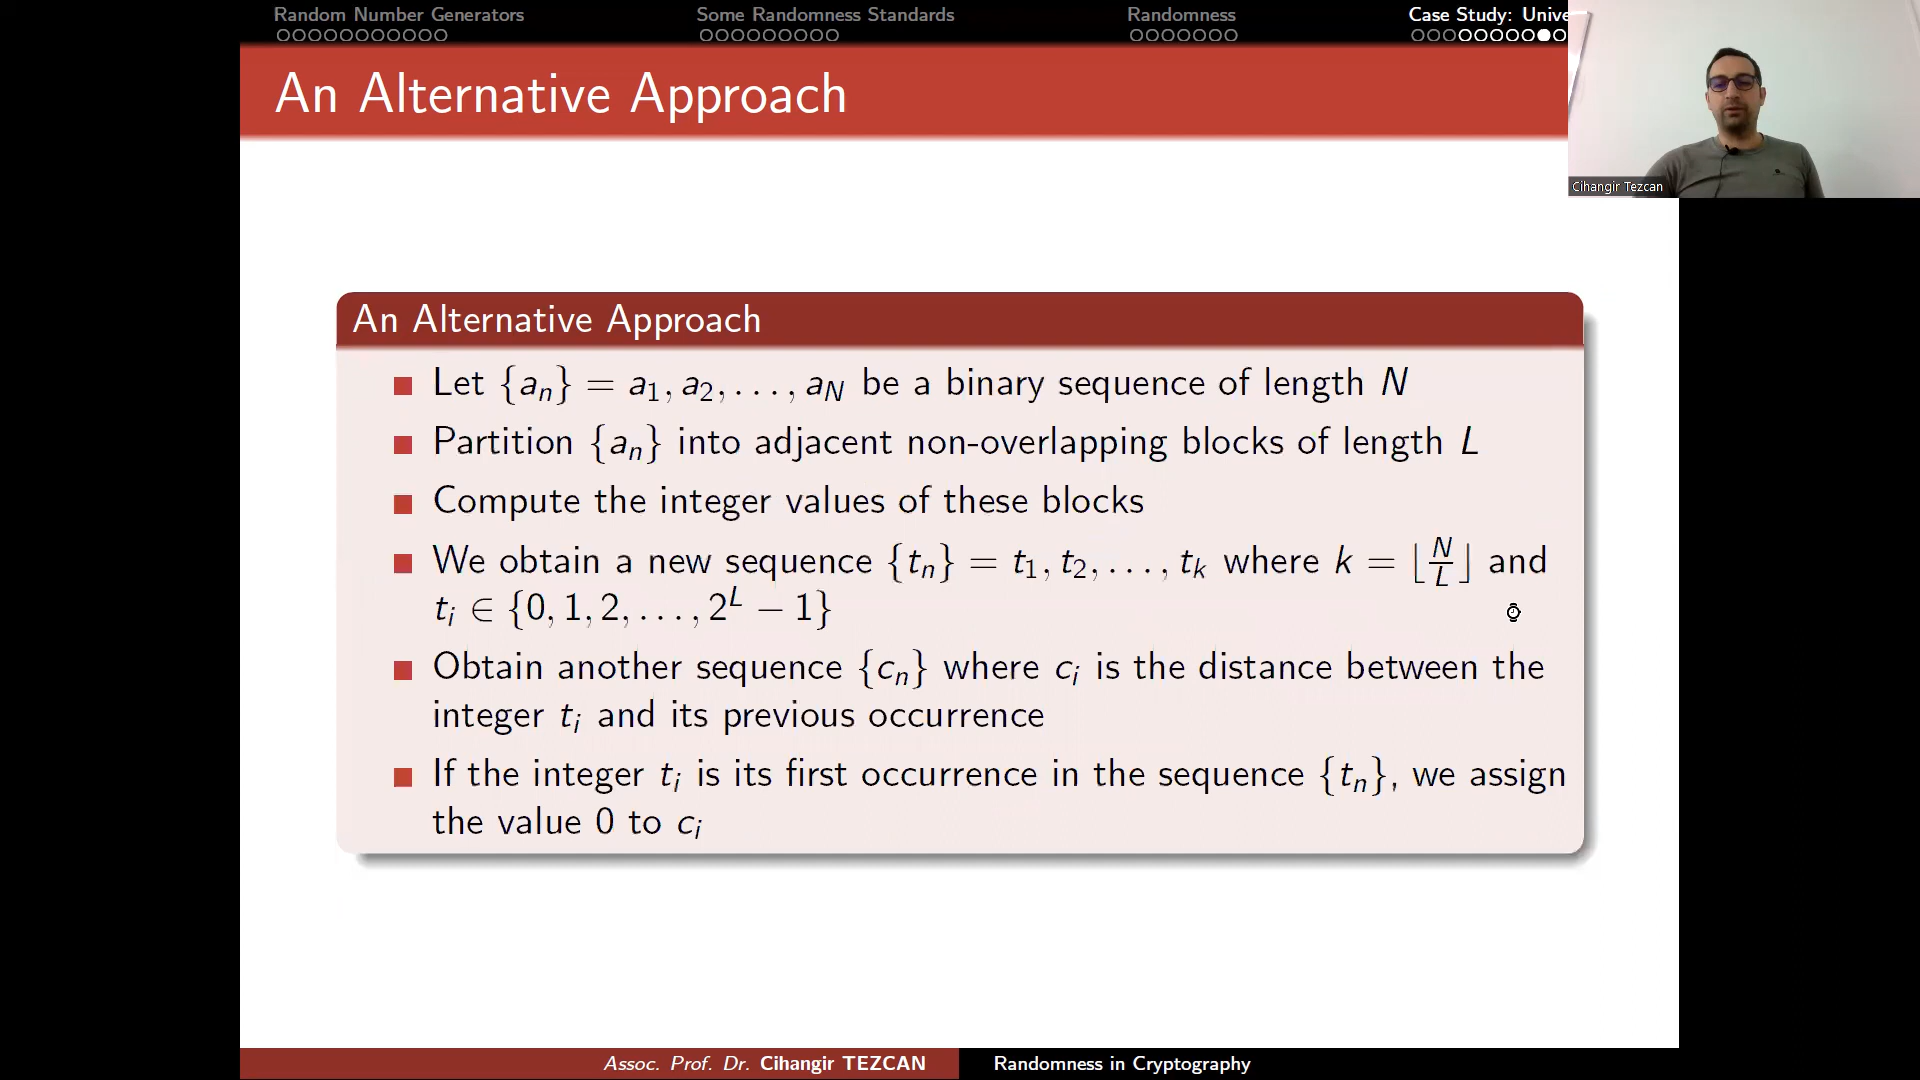 Random Number Generators
Some Randomness Standards
Randomness
Case Study: Unive
An Alternative Approach
Cihangir Tezcan
An Alternative Approach
Let {aₙ} = a₁, a₂, . . . , a_N be a binary sequence of length N
Partition {aₙ} into adjacent non-overlapping blocks of length L
Compute the integer values of these blocks
We obtain a new sequence {tₙ} = t₁, t₂, . . . , tₖ where k = ⌊N/L⌋ and
tᵢ ∈ {0, 1, 2, . . . , 2^L − 1}
Obtain another sequence {cₙ} where cᵢ is the distance between the
integer tᵢ and its previous occurrence
If the integer tᵢ is its first occurrence in the sequence {tₙ}, we assign
the value 0 to cᵢ
Assoc. Prof. Dr. Cihangir TEZCAN
Randomness in Cryptography